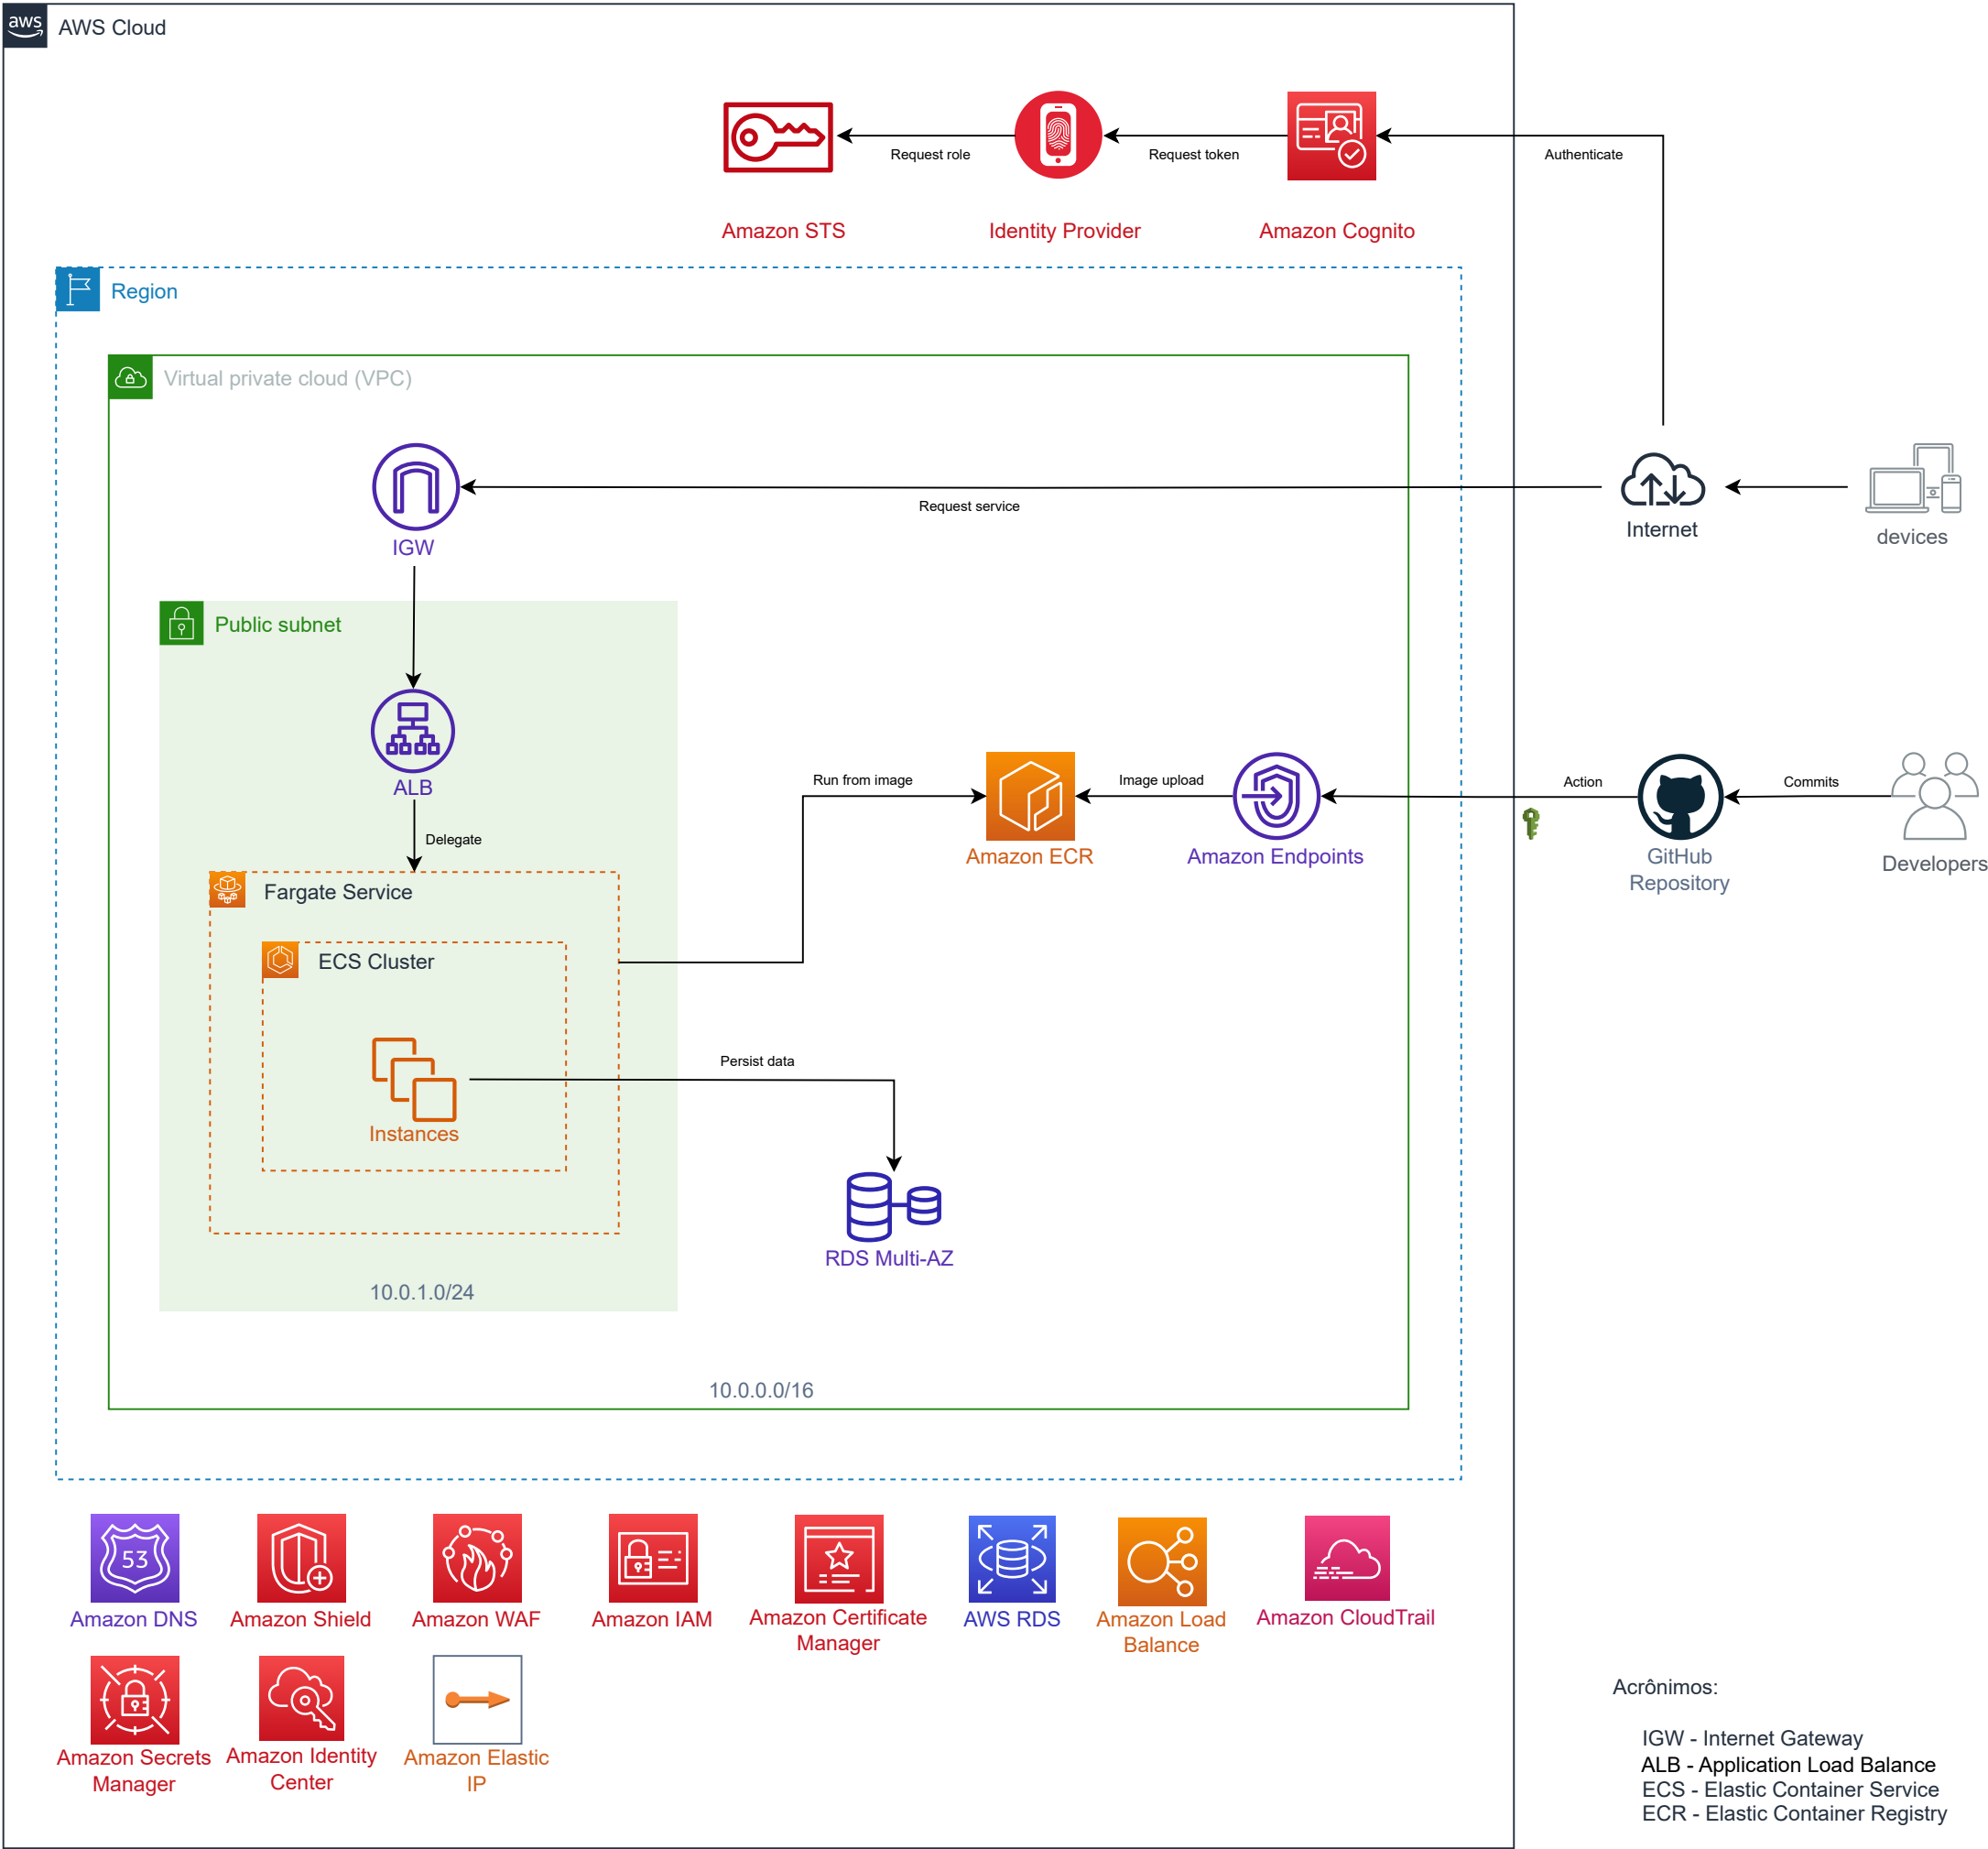 aws
AWS Cloud
Request role
Request token
Authenticate
Amazon STS
Identity Provider
Amazon Cognito
Region
Virtual private cloud (VPC)
Request service
IGW
Internet
devices
Public subnet
ALB
Run from image
Image upload
Action
Commits
Delegate
Amazon ECR
Amazon Endpoints
GitHub
Repository
Developers
Fargate Service
ECS Cluster
Persist data
Instances
RDS Multi-AZ
10.0.1.0/24
10.0.0.0/16
53
Amazon DNS
Amazon Shield
Amazon WAF
Amazon IAM
Amazon Certificate
Manager
AWS RDS
Amazon Load
Balance
Amazon CloudTrail
Amazon Secrets
Manager
Amazon Identity
Center
Amazon Elastic
IP
Acrônimos:
IGW - Internet Gateway
ALB - Application Load Balance
ECS - Elastic Container Service
ECR - Elastic Container Registry